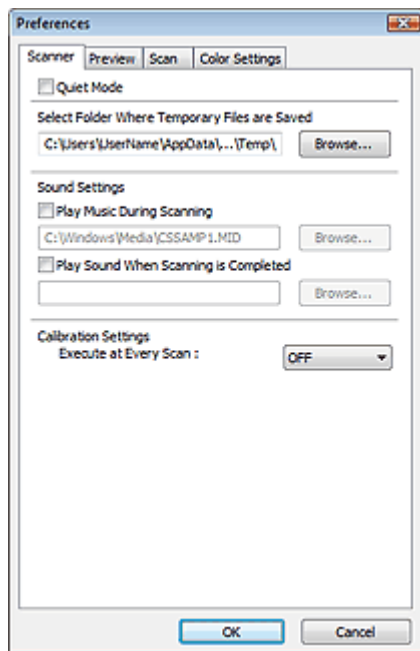 Preferences
Scanner Preview Scan Color Settings
Quiet Mode
Select Folder Where Temporary Files are Saved
C:\Users\UserName\AppData\...\Temp\ Browse...
Sound Settings
Play Music During Scanning
C:\Windows\Media\CSSAMP1.MID Browse...
Play Sound When Scanning is Completed
Browse...
Calibration Settings
Execute at Every Scan : OFF
OK Cancel